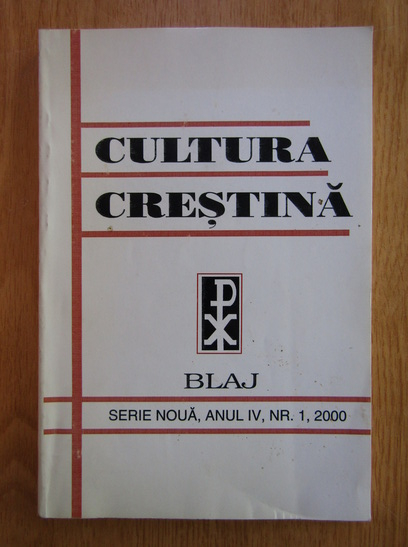 CULTURA
CREȘTINĂ
BLAJ
SERIE NOUĂ, ANUL IV, NR. 1, 2000